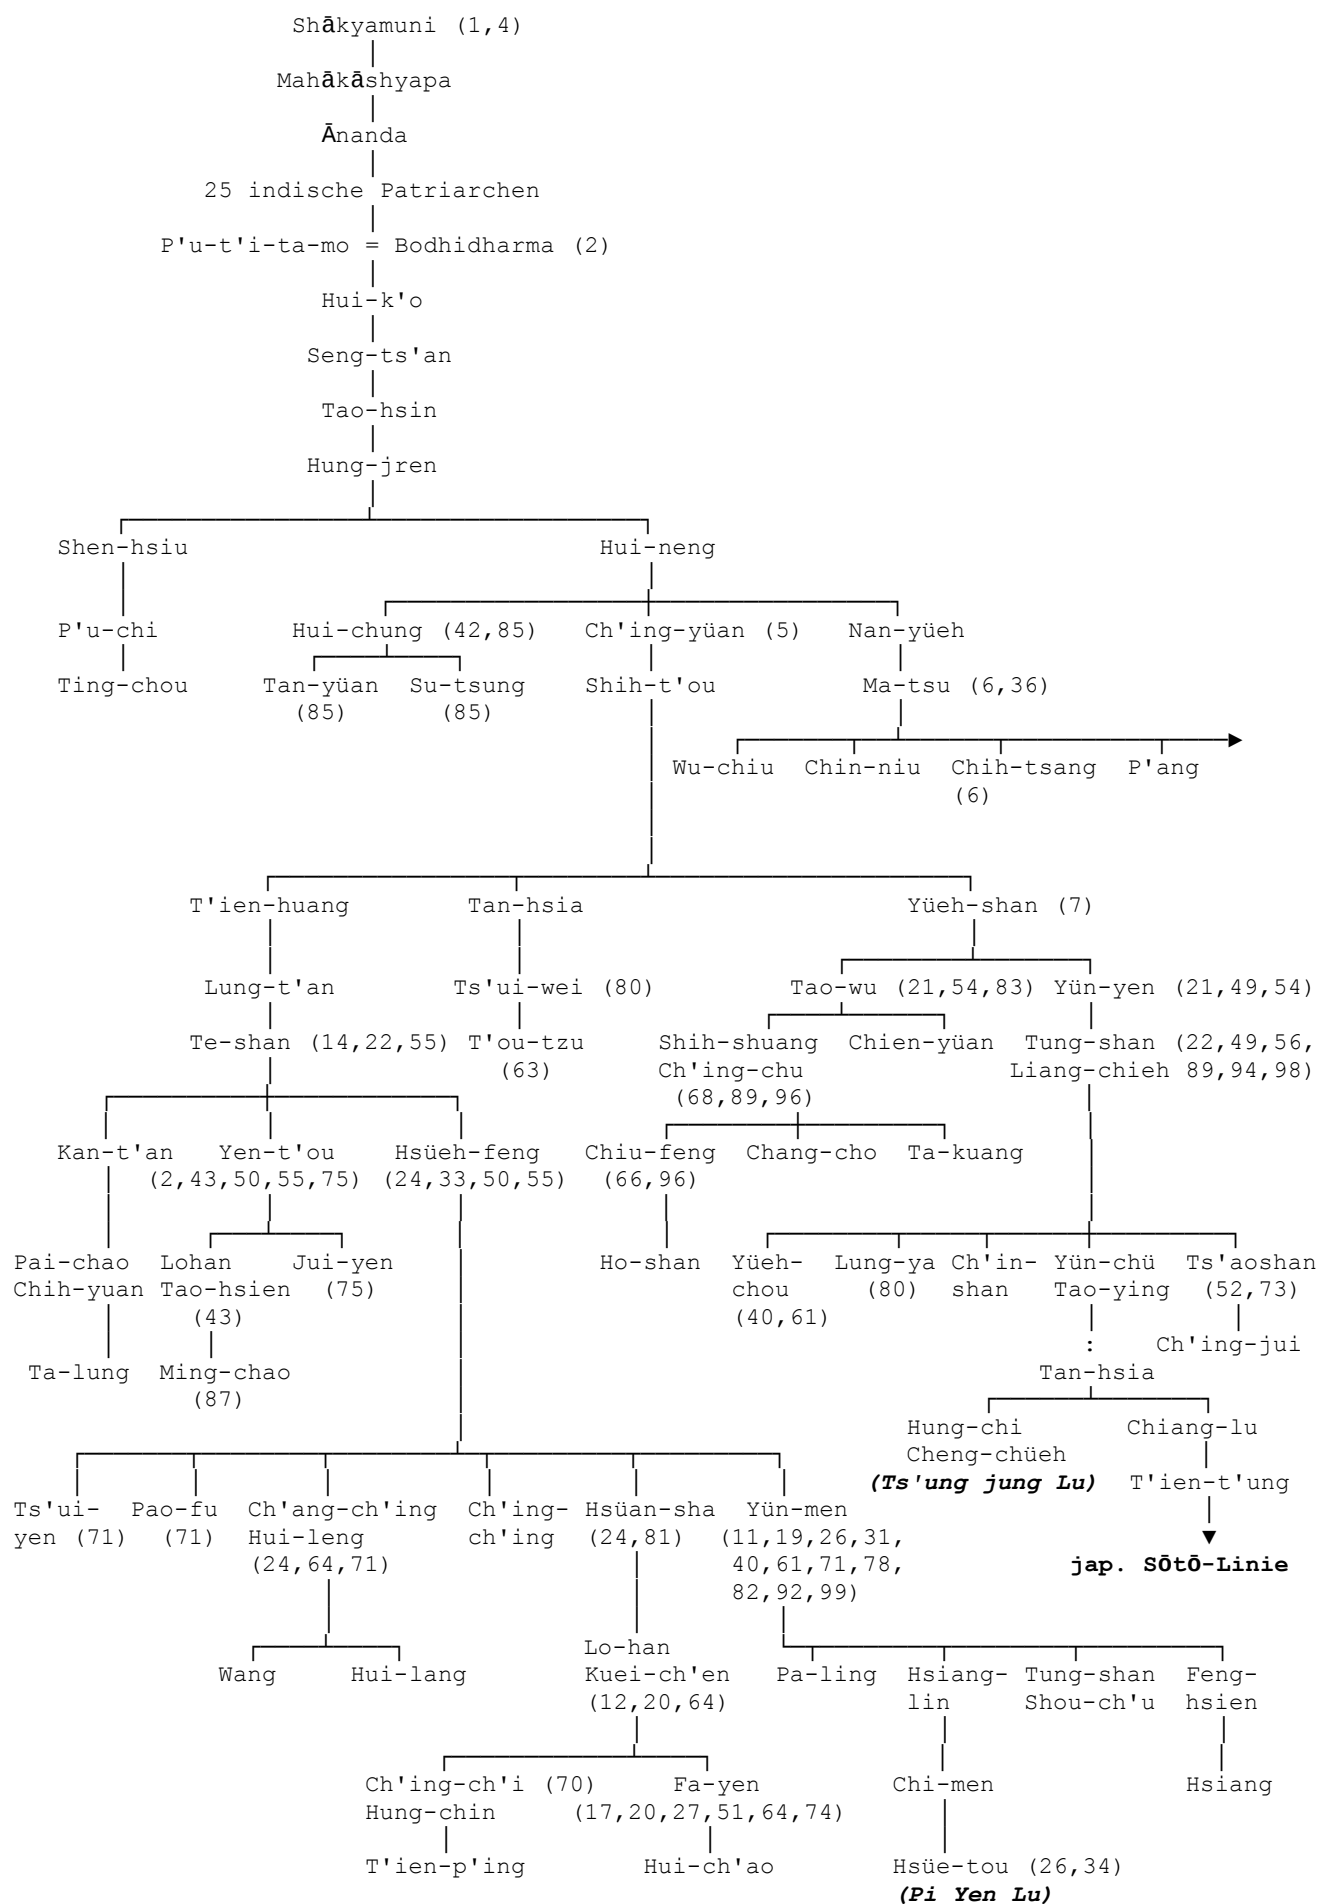 Shākyamuni (1,4)
Mahākāshyapa
Ānanda
25 indische Patriarchen
P'u-t'i-ta-mo = Bodhidharma (2)
Hui-k'o
Seng-ts'an
Tao-hsin
Hung-jren
Shen-hsiu Hui-neng
P'u-chi Hui-chung (42,85) Ch'ing-yüan (5) Nan-yüeh
Ting-chou Tan-yüan Su-tsung Shih-t'ou Ma-tsu (6,36)
(85) (85)
Wu-chiu Chin-niu Chih-tsang P'ang
(6)
T'ien-huang Tan-hsia Yüeh-shan (7)
Lung-t'an Ts'ui-wei (80) Tao-wu (21,54,83) Yün-yen (21,49,54)
Te-shan (14,22,55) T'ou-tzu Shih-shuang Chien-yüan Tung-shan (22,49,56,
(63) Ch'ing-chu Liang-chieh 89,94,98)
(68,89,96)
Kan-t'an Yen-t'ou Hsüeh-feng Chiu-feng Chang-cho Ta-kuang
(2,43,50,55,75) (24,33,50,55) (66,96)
Pai-chao Lohan Jui-yen Ho-shan Yüeh- Lung-ya Ch'in- Yün-chü Ts'aoshan
Chih-yuan Tao-hsien (75) chou (80) shan Tao-ying (52,73)
(43) (40,61)
: Ch'ing-jui
Ta-lung Ming-chao Tan-hsia
(87)
Hung-chi Chiang-lu
Cheng-chüeh
(Ts'ung jung Lu) T'ien-t'ung
Ts'ui- Pao-fu Ch'ang-ch'ing Ch'ing- Hsüan-sha Yün-men
yen (71) (71) Hui-leng ch'ing (24,81) (11,19,26,31,
(24,64,71) 40,61,71,78, jap. SŌtŌ-Linie
82,92,99)
Lo-han
Wang Hui-lang Kuei-ch'en Pa-ling Hsiang- Tung-shan Feng-
(12,20,64) lin Shou-ch'u hsien
Ch'ing-ch'i (70) Fa-yen Chi-men Hsiang
Hung-chin (17,20,27,51,64,74)
T'ien-p'ing Hui-ch'ao Hsüe-tou (26,34)
(Pi Yen Lu)